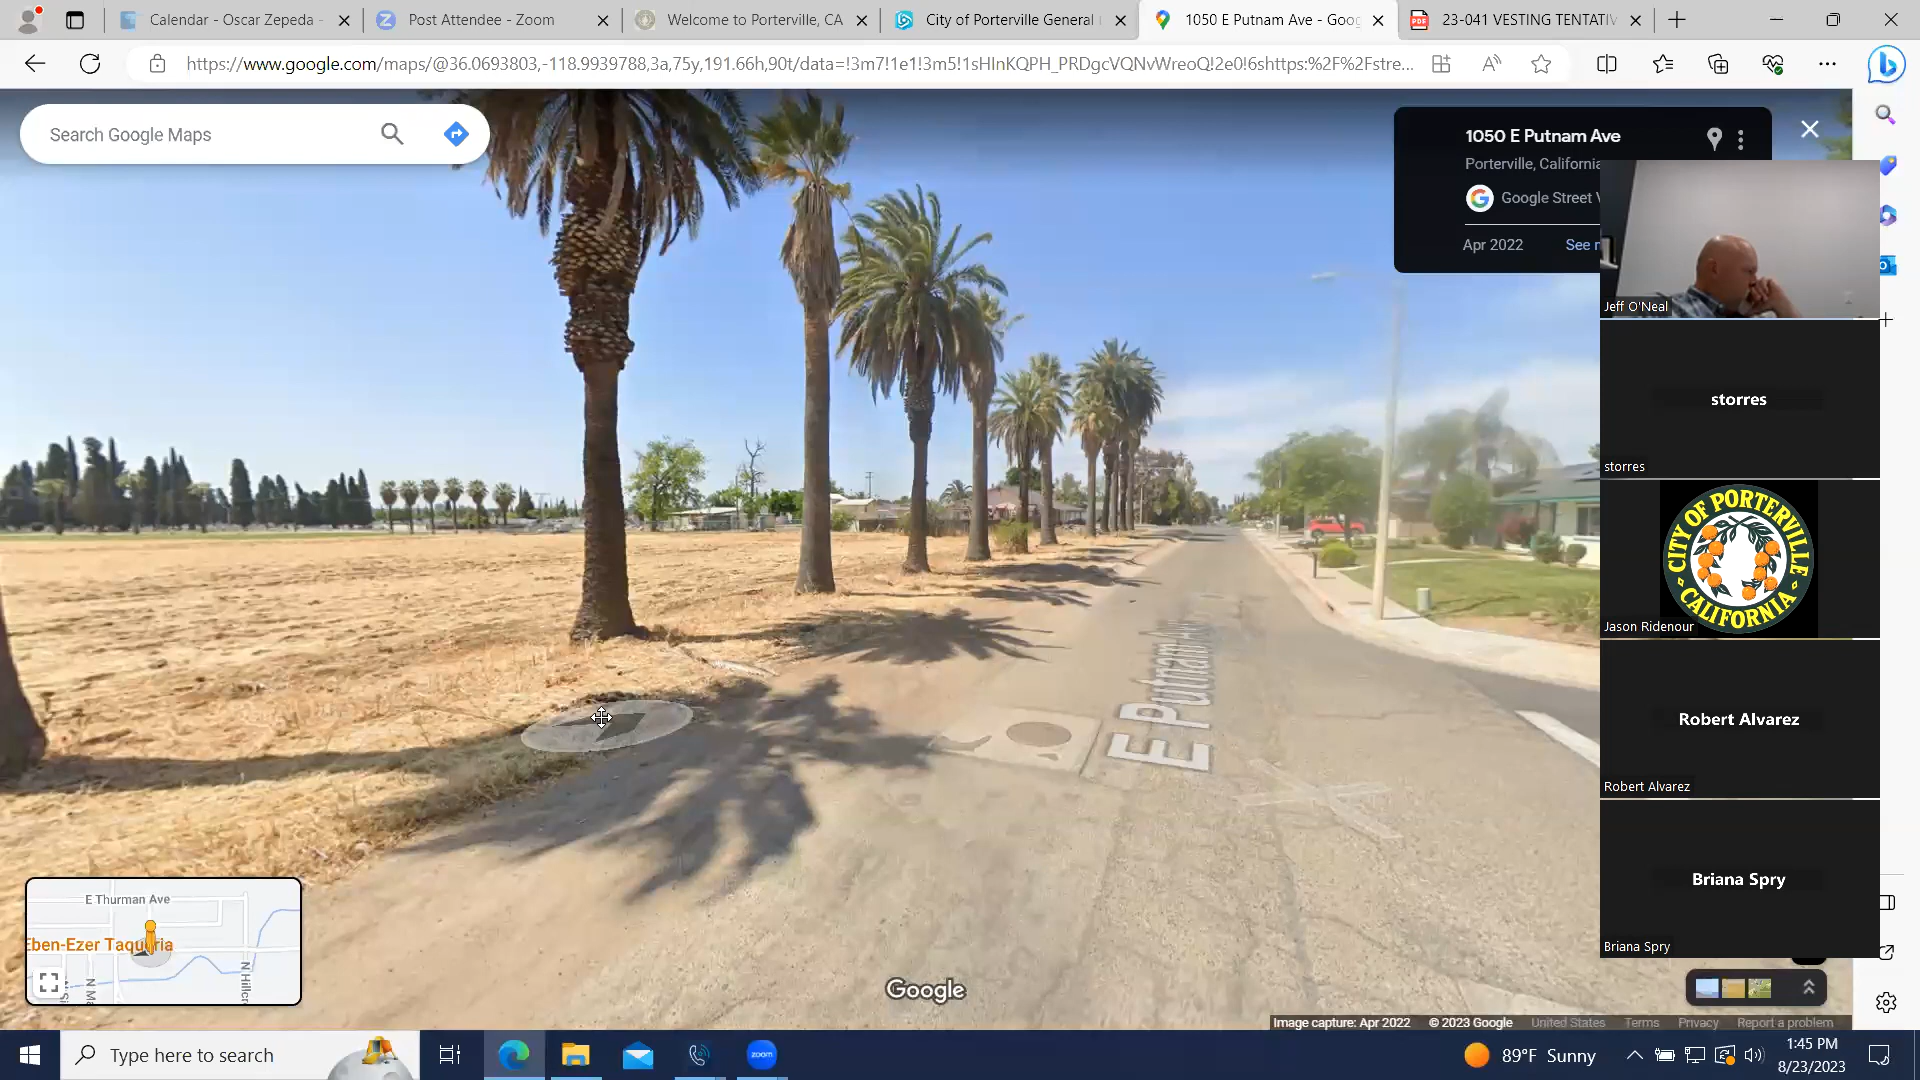 Calendar - Oscar Zepeda -
Post Attendee - Zoom
Welcome to Porterville, CA
City of Porterville General
1050 E Putnam Ave - Goog
23-041 VESTING TENTATIV
https://www.google.com/maps/@36.0693803,-118.9939788,3a,75y,191.66h,90t/data=!3m7!1e1!3m5!1sHInKQPH_PRDgcVQNvWreoQ!2e0!6shttps:%2F%2Fstre...
Search Google Maps
1050 E Putnam Ave
Porterville, California
Google Street V
Apr 2022
See
Jeff O'Neal
storres
storres
CITY OF PORTERVILLE
CALIFORNIA
Jason Ridenour
Robert Alvarez
Robert Alvarez
Briana Spry
Briana Spry
E Putnam Av
E Thurman Ave
Eben-Ezer Taqueria
N Hillcr
N Ma
Google
Image capture: Apr 2022
© 2023 Google
United States
Terms
Privacy
Report a problem
Type here to search
zoom
89°F Sunny
1:45 PM
8/23/2023